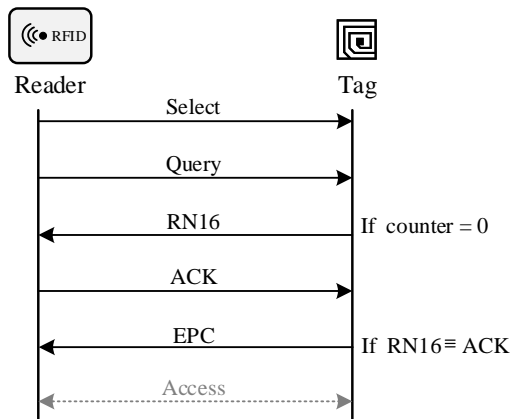 RFID
Reader Tag
Select
Query
RN16 If counter = 0
ACK
EPC If RN16 ≡ ACK
Access